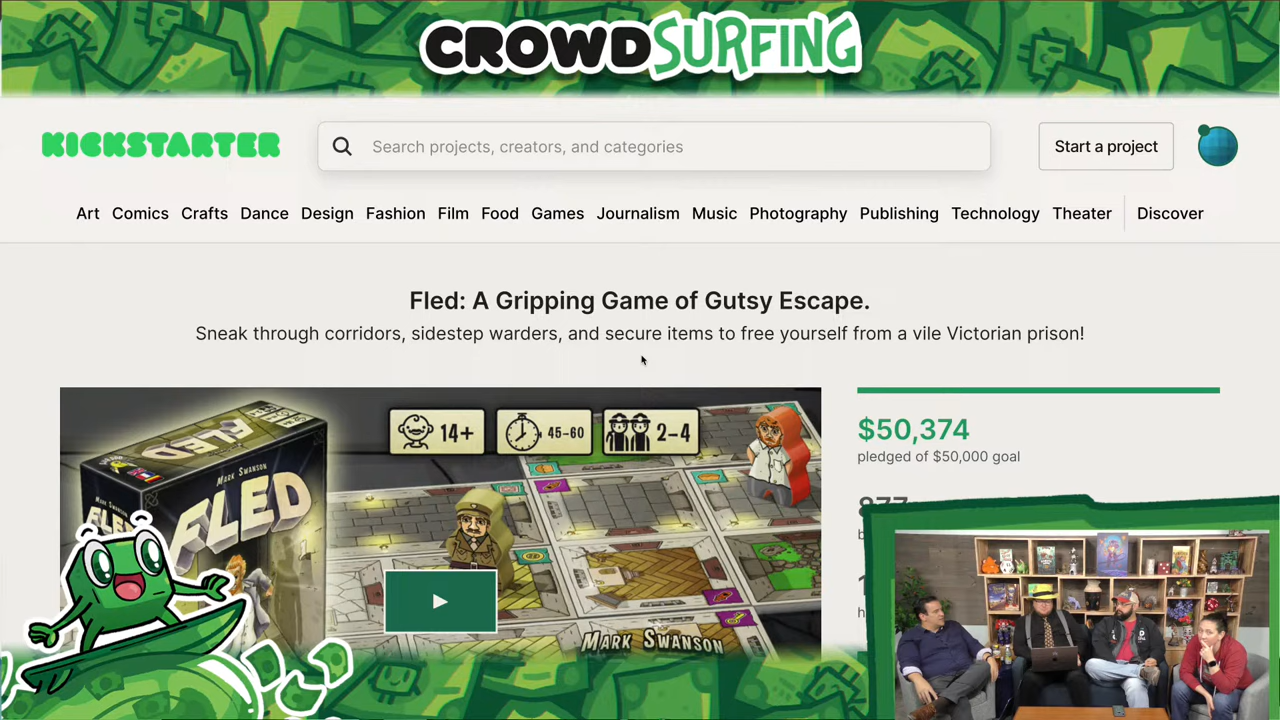 CROWDSURFING
KICKSTARTER
Search projects, creators, and categories
Start a project
Art Comics Crafts Dance Design Fashion Film Food Games Journalism Music Photography Publishing Technology Theater Discover
Fled: A Gripping Game of Gutsy Escape.
Sneak through corridors, sidestep warders, and secure items to free yourself from a vile Victorian prison!
14+
45-60
2-4
$50,374
pledged of $50,000 goal
FLED
MARK SWANSON
FLED
MARK SWANSON